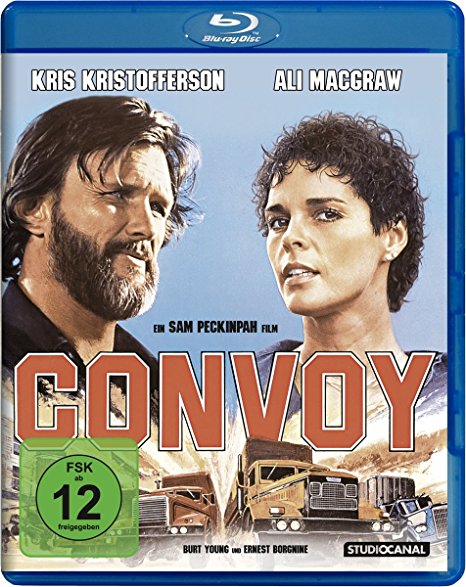 Blu-ray Disc
KRIS KRISTOFFERSON
ALI MACGRAW
EIN SAM PECKINPAH FILM
CONVOY
FSK
ab
12
freigegeben
BURT YOUNG UND ERNEST BORGNINE
STUDIOCANAL